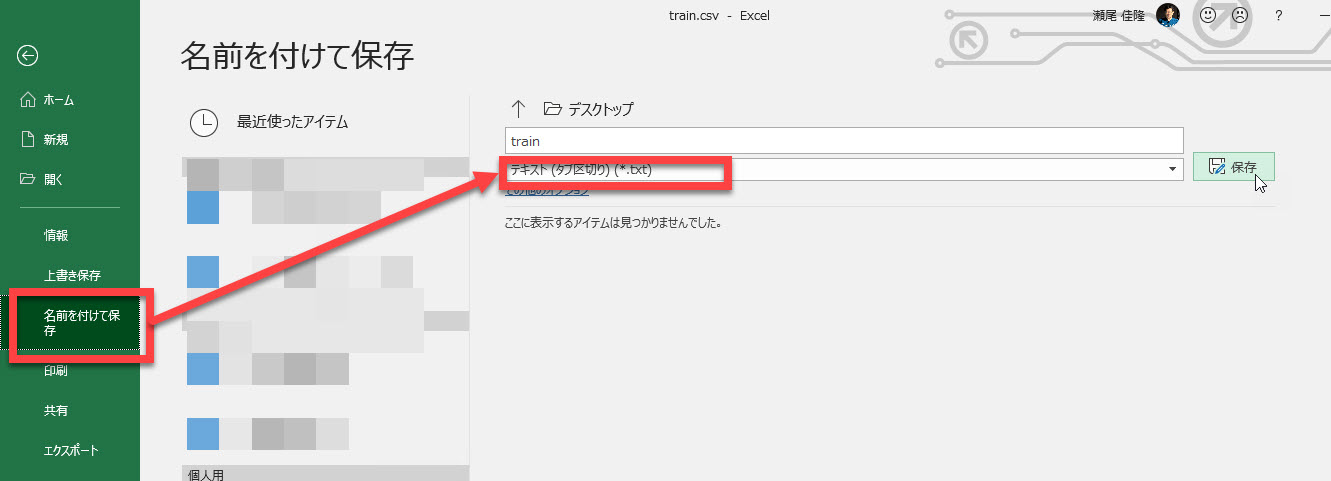 train.csv - Excel
瀬尾 佳隆
?
名前を付けて保存
ホーム
新規
開く
情報
上書き保存
名前を付けて保
存
印刷
共有
エクスポート
最近使ったアイテム
個人用
デスクトップ
train
テキスト (タブ区切り) (*.txt)
保存
その他のオプション
ここに表示するアイテムは見つかりませんでした。